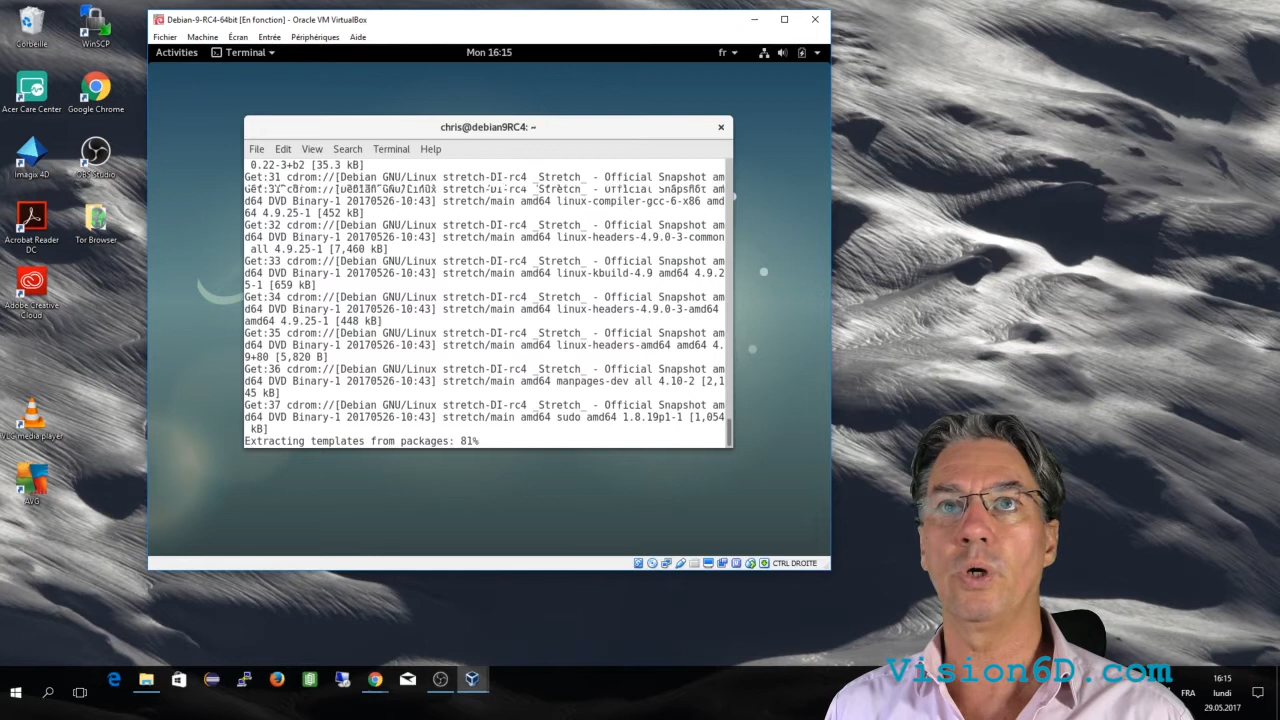 Corbeille
WinSCP
Acer Care Center
Google Chrome
Imagix 4D
OBS Studio
Acrobat Reader
DC
Tor Browser
Adobe Creative
Cloud
VLC media player
AVG
Debian-9-RC4-64bit [En fonction] - Oracle VM VirtualBox
Fichier Machine Écran Entrée Périphériques Aide
Activities Terminal Mon 16:15 fr
chris@debian9RC4: ~
File Edit View Search Terminal Help
0.22-3+b2 [35.3 kB]
Get:31 cdrom://[Debian GNU/Linux stretch-DI-rc4 _Stretch_ - Official Snapshot am
d64 DVD Binary-1 20170526-10:43] stretch/main amd64 linux-compiler-gcc-6-x86 amd
64 4.9.25-1 [452 kB]
Get:32 cdrom://[Debian GNU/Linux stretch-DI-rc4 _Stretch_ - Official Snapshot am
d64 DVD Binary-1 20170526-10:43] stretch/main amd64 linux-headers-4.9.0-3-common
all 4.9.25-1 [7,460 kB]
Get:33 cdrom://[Debian GNU/Linux stretch-DI-rc4 _Stretch_ - Official Snapshot am
d64 DVD Binary-1 20170526-10:43] stretch/main amd64 linux-kbuild-4.9 amd64 4.9.2
5-1 [659 kB]
Get:34 cdrom://[Debian GNU/Linux stretch-DI-rc4 _Stretch_ - Official Snapshot am
d64 DVD Binary-1 20170526-10:43] stretch/main amd64 linux-headers-4.9.0-3-amd64
amd64 4.9.25-1 [448 kB]
Get:35 cdrom://[Debian GNU/Linux stretch-DI-rc4 _Stretch_ - Official Snapshot am
d64 DVD Binary-1 20170526-10:43] stretch/main amd64 linux-headers-amd64 amd64 4.
9+80 [5,820 B]
Get:36 cdrom://[Debian GNU/Linux stretch-DI-rc4 _Stretch_ - Official Snapshot am
d64 DVD Binary-1 20170526-10:43] stretch/main amd64 manpages-dev all 4.10-2 [2,1
45 kB]
Get:37 cdrom://[Debian GNU/Linux stretch-DI-rc4 _Stretch_ - Official Snapshot am
d64 DVD Binary-1 20170526-10:43] stretch/main amd64 sudo amd64 1.8.19p1-1 [1,054
kB]
Extracting templates from packages: 81%
CTRL DROITE
Vision6D.com
16:15
FRA lundi
29.05.2017